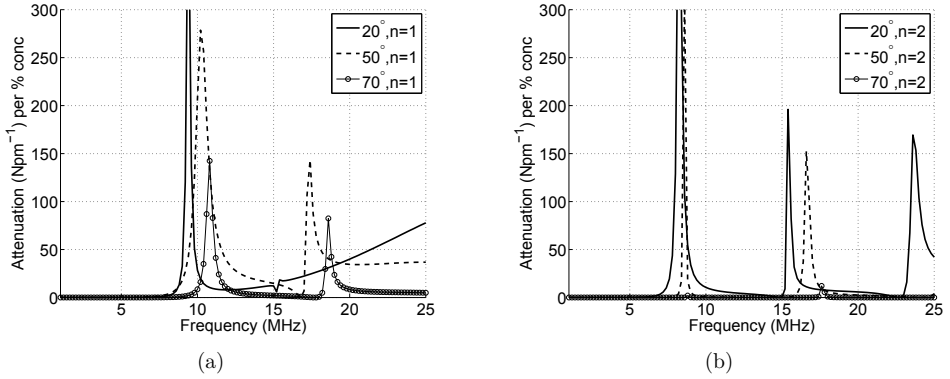 300
250
200
150
100
50
0
Attenuation (Npm⁻¹) per % conc
5
10
15
20
25
Frequency (MHz)
20°,n=1
50°,n=1
70°,n=1
(a)
300
250
200
150
100
50
0
Attenuation (Npm⁻¹) per % conc
5
10
15
20
25
Frequency (MHz)
20°,n=2
50°,n=2
70°,n=2
(b)